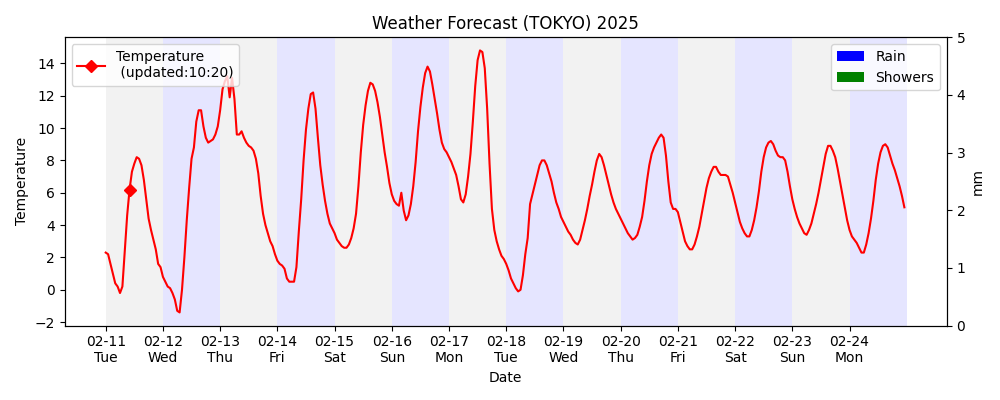 Weather Forecast (TOKYO) 2025
Temperature
(updated:10:20)
Rain
Showers
Temperature
14
12
10
8
6
4
2
0
−2
5
4
3
2
1
0
mm
02-11 02-12 02-13 02-14 02-15 02-16 02-17 02-18 02-19 02-20 02-21 02-22 02-23 02-24
Tue Wed Thu Fri Sat Sun Mon Tue Wed Thu Fri Sat Sun Mon
Date